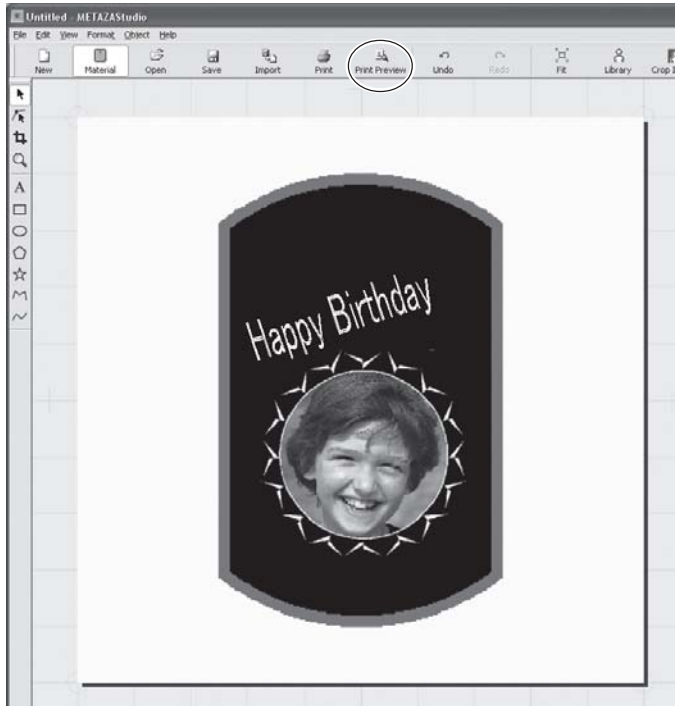 Untitled - METAZAStudio
File Edit View Format Object Help
New Material Open Save Import Print Print Preview Undo Redo Fit Library Crop
A
Happy Birthday